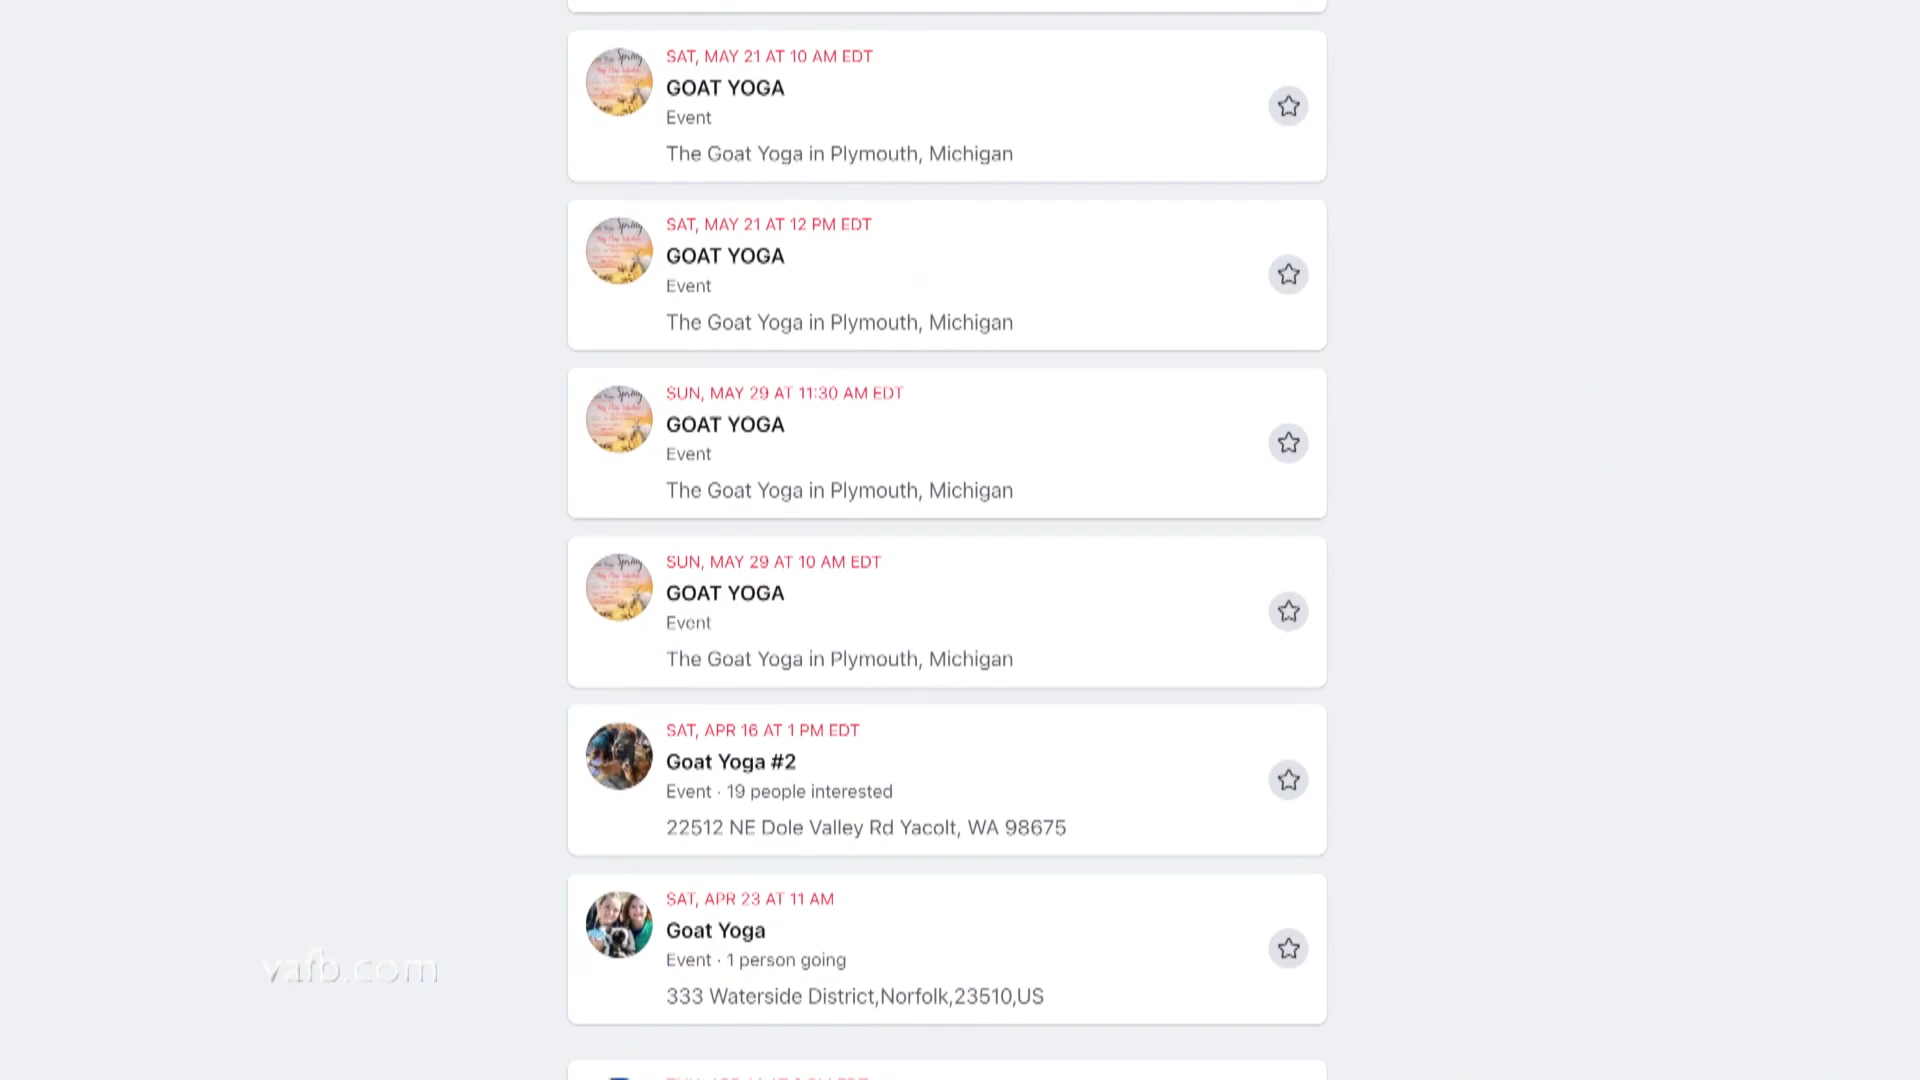 SAT, MAY 21 AT 10 AM EDT
GOAT YOGA
Event
The Goat Yoga in Plymouth, Michigan
SAT, MAY 21 AT 12 PM EDT
GOAT YOGA
Event
The Goat Yoga in Plymouth, Michigan
SUN, MAY 29 AT 11:30 AM EDT
GOAT YOGA
Event
The Goat Yoga in Plymouth, Michigan
SUN, MAY 29 AT 10 AM EDT
GOAT YOGA
Event
The Goat Yoga in Plymouth, Michigan
SAT, APR 16 AT 1 PM EDT
Goat Yoga #2
Event · 19 people interested
22512 NE Dole Valley Rd Yacolt, WA 98675
SAT, APR 23 AT 11 AM
Goat Yoga
Event · 1 person going
333 Waterside District,Norfolk,23510,US
vafb.com